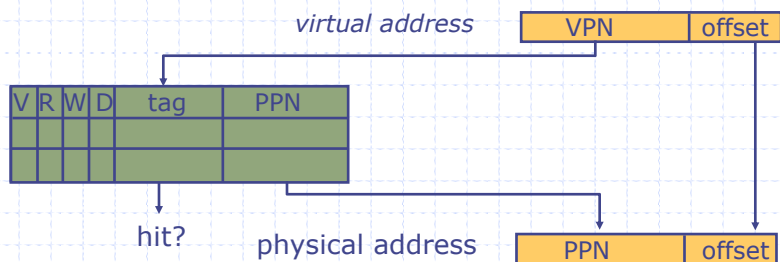 virtual address VPN offset
V R W D tag PPN
hit?
physical address PPN offset